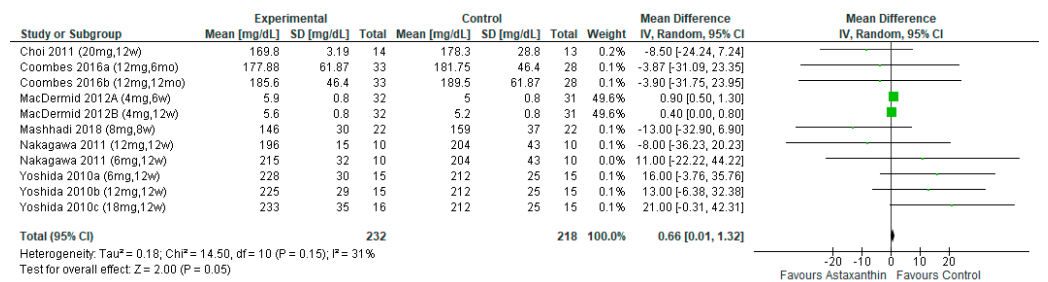 Experimental Control Mean Difference Mean Difference
Study or Subgroup Mean [mg/dL] SD [mg/dL] Total Mean [mg/dL] SD [mg/dL] Total Weight IV, Random, 95% CI IV, Random, 95% CI
Choi 2011 (20mg,12w) 169.8 3.19 14 178.3 28.8 13 0.2% -8.50 [-24.24, 7.24]
Coombes 2016a (12mg,6mo) 177.88 61.87 33 181.75 46.4 28 0.1% -3.87 [-31.09, 23.35]
Coombes 2016b (12mg,12mo) 185.6 46.4 33 189.5 61.87 28 0.1% -3.90 [-31.75, 23.95]
MacDermid 2012A (4mg,6w) 5.9 0.8 32 5 0.8 31 49.6% 0.90 [0.50, 1.30]
MacDermid 2012B (4mg,12w) 5.6 0.8 32 5.2 0.8 31 49.6% 0.40 [0.00, 0.80]
Mashhadi 2018 (8mg,8w) 146 30 22 159 37 22 0.1% -13.00 [-32.90, 6.90]
Nakagawa 2011 (12mg,12w) 196 15 10 204 43 10 0.1% -8.00 [-36.23, 20.23]
Nakagawa 2011 (6mg,12w) 215 32 10 204 43 10 0.0% 11.00 [-22.22, 44.22]
Yoshida 2010a (6mg,12w) 228 30 15 212 25 15 0.1% 16.00 [-3.76, 35.76]
Yoshida 2010b (12mg,12w) 225 29 15 212 25 15 0.1% 13.00 [-6.38, 32.38]
Yoshida 2010c (18mg,12w) 233 35 16 212 25 15 0.1% 21.00 [-0.31, 42.31]
Total (95% CI) 232 218 100.0% 0.66 [0.01, 1.32]
Heterogeneity: Tau² = 0.18; Chi² = 14.50, df = 10 (P = 0.15); I² = 31%
Test for overall effect: Z = 2.00 (P = 0.05)
-20 -10 0 10 20
Favours Astaxanthin Favours Control